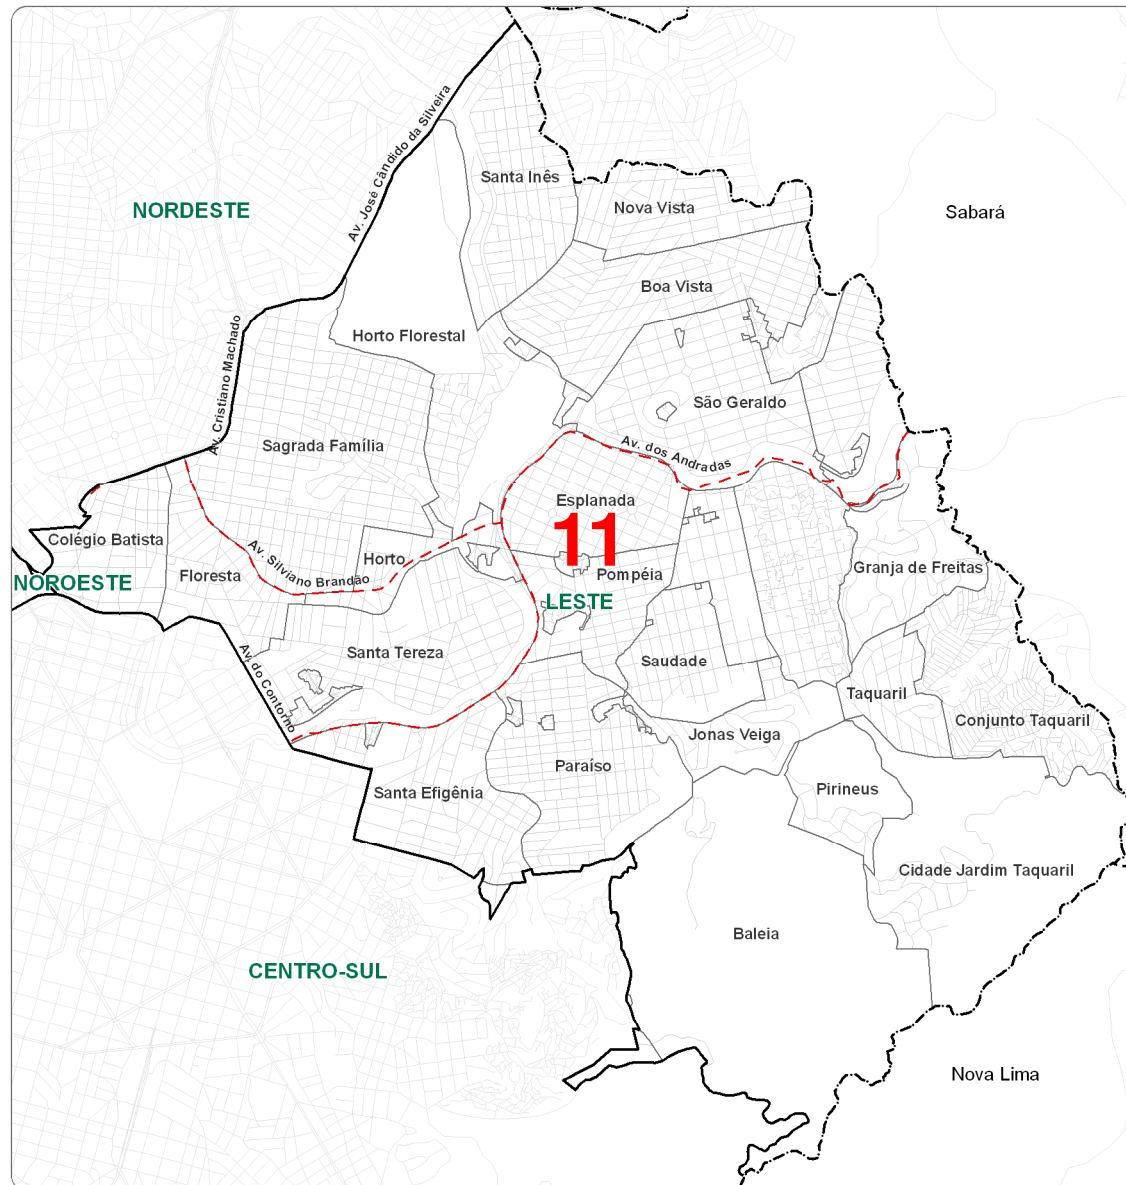 Av. José Cândido da Silveira
Santa Inês
NORDESTE
Nova Vista
Sabará
Boa Vista
Horto Florestal
Av. Cristiano Machado
São Geraldo
Sagrada Família
Av. dos Andradas
Esplanada
11
Colégio Batista
Av. Silviano Brandão
Horto
Floresta
NOROESTE
Pompéia
Granja de Freitas
LESTE
Santa Tereza
Saudade
Av. do Contorno
Taquaril
Conjunto Taquaril
Jonas Veiga
Paraíso
Santa Efigênia
Pirineus
Cidade Jardim Taquaril
Baleia
CENTRO-SUL
Nova Lima